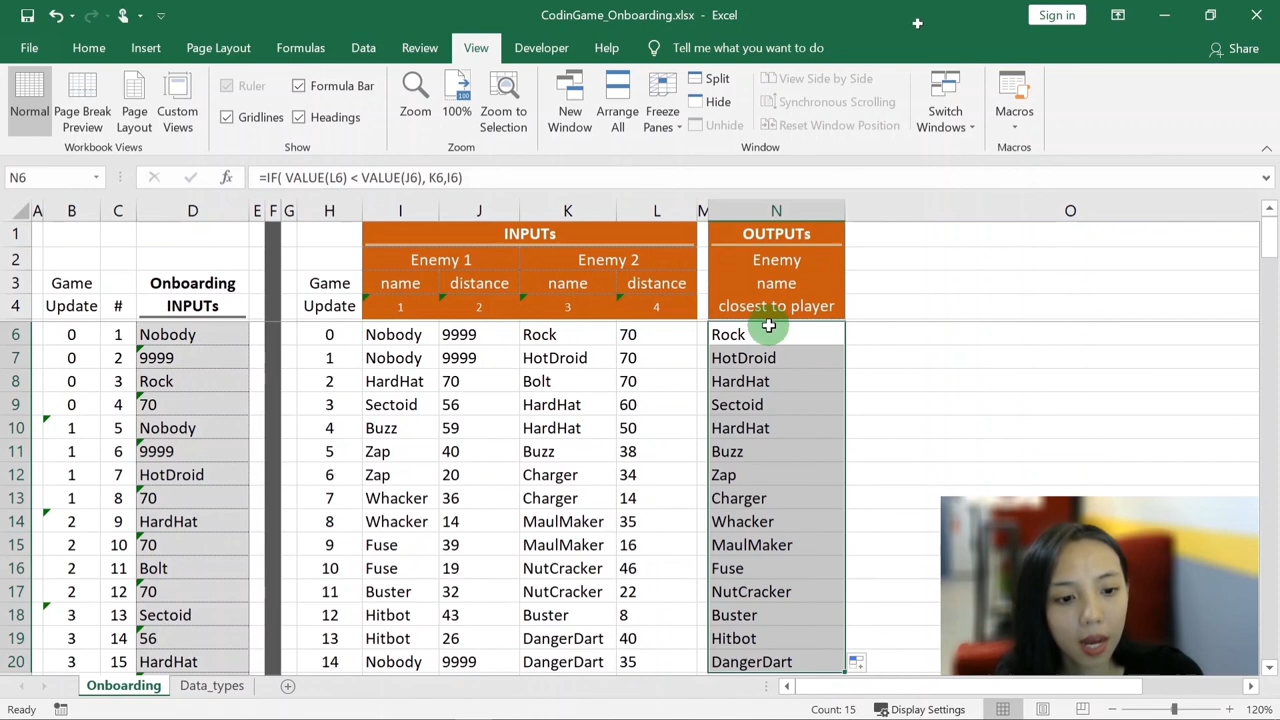 CodinGame_Onboarding.xlsx - Excel
Sign in
File Home Insert Page Layout Formulas Data Review View Developer Help Tell me what you want to do Share
Normal
Page Break Preview
Page Layout
Custom Views
Workbook Views
Ruler
Formula Bar
Gridlines
Headings
Show
Zoom
100%
Zoom to Selection
Zoom
New Window
Arrange All
Freeze Panes
Split
Hide
Unhide
View Side by Side
Synchronous Scrolling
Reset Window Position
Window
Switch Windows
Macros
Macros
N6 fx =IF( VALUE(L6) < VALUE(J6), K6,I6)
A B C D E F G H I J K L M N O
1 INPUTs OUTPUTs
2 Enemy 1 Enemy 2 Enemy
3 Game Onboarding Game name distance name distance name
4 Update # INPUTs Update 1 2 3 4 closest to player
6 0 1 Nobody 0 Nobody 9999 Rock 70 Rock
7 0 2 9999 1 Nobody 9999 HotDroid 70 HotDroid
8 0 3 Rock 2 HardHat 70 Bolt 70 HardHat
9 0 4 70 3 Sectoid 56 HardHat 60 Sectoid
10 1 5 Nobody 4 Buzz 59 HardHat 50 HardHat
11 1 6 9999 5 Zap 40 Buzz 38 Buzz
12 1 7 HotDroid 6 Zap 20 Charger 34 Zap
13 1 8 70 7 Whacker 36 Charger 14 Charger
14 2 9 HardHat 8 Whacker 14 MaulMaker 35 Whacker
15 2 10 70 9 Fuse 39 MaulMaker 16 MaulMaker
16 2 11 Bolt 10 Fuse 19 NutCracker 46 Fuse
17 2 12 70 11 Buster 32 NutCracker 22 NutCracker
18 3 13 Sectoid 12 Hitbot 43 Buster 8 Buster
19 3 14 56 13 Hitbot 26 DangerDart 40 Hitbot
20 3 15 HardHat 14 Nobody 9999 DangerDart 35 DangerDart
Onboarding Data_types
Ready Count: 15 Display Settings 120%